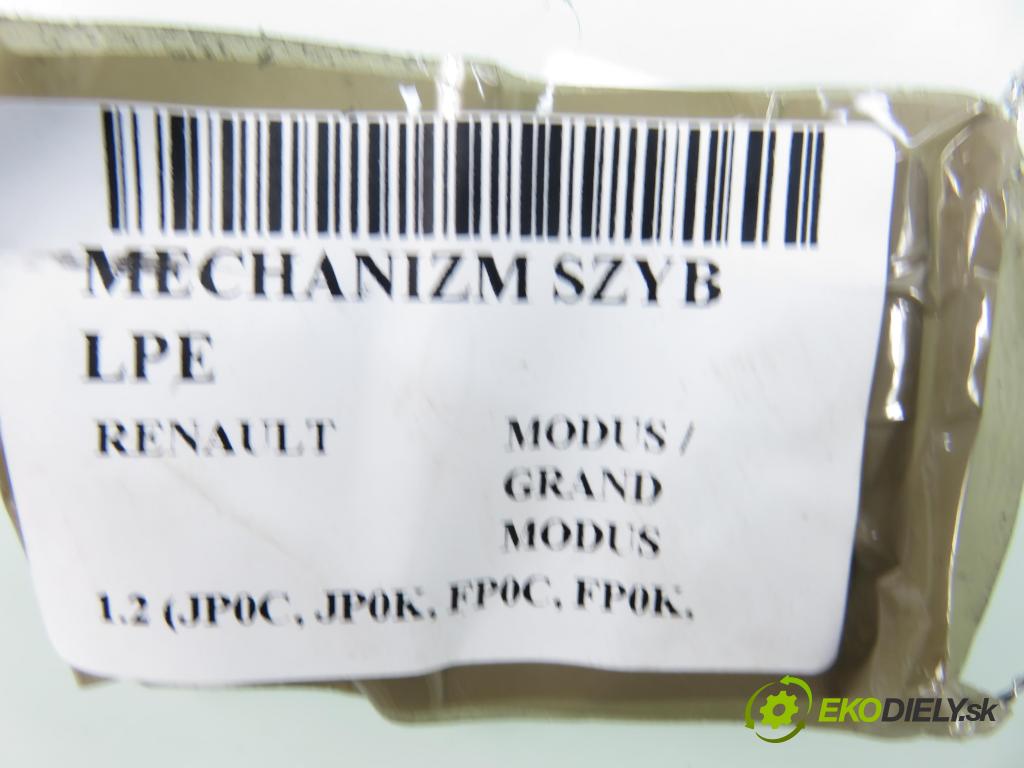 MECHANIZM SZYB
LPE
RENAULT
MODUS /
GRAND
MODUS
1.2 (JP0C, JP0K, FP0C, FP0K,
EKODIELY.sk